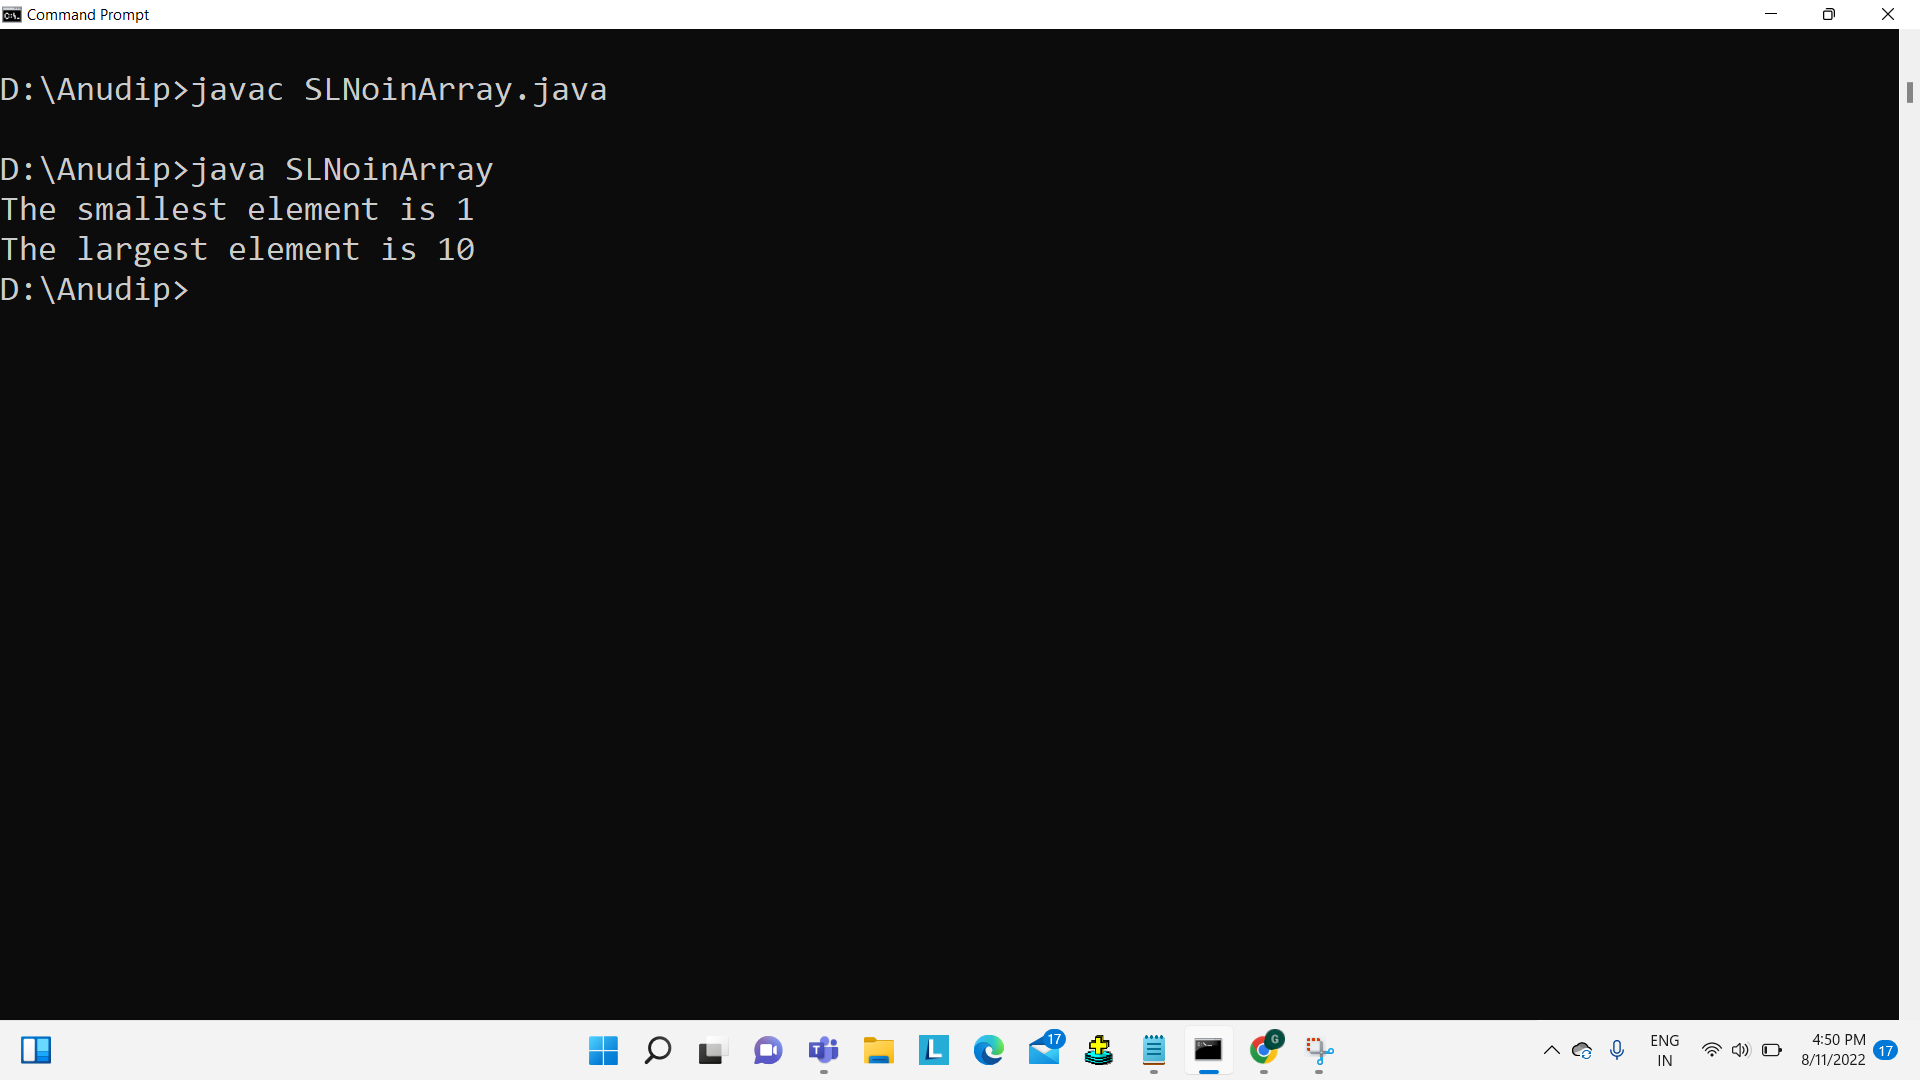 Command Prompt
D:\Anudip>javac SLNoinArray.java
D:\Anudip>java SLNoinArray
The smallest element is 1
The largest element is 10
D:\Anudip>
17
G
ENG
IN
4:50 PM
8/11/2022
17